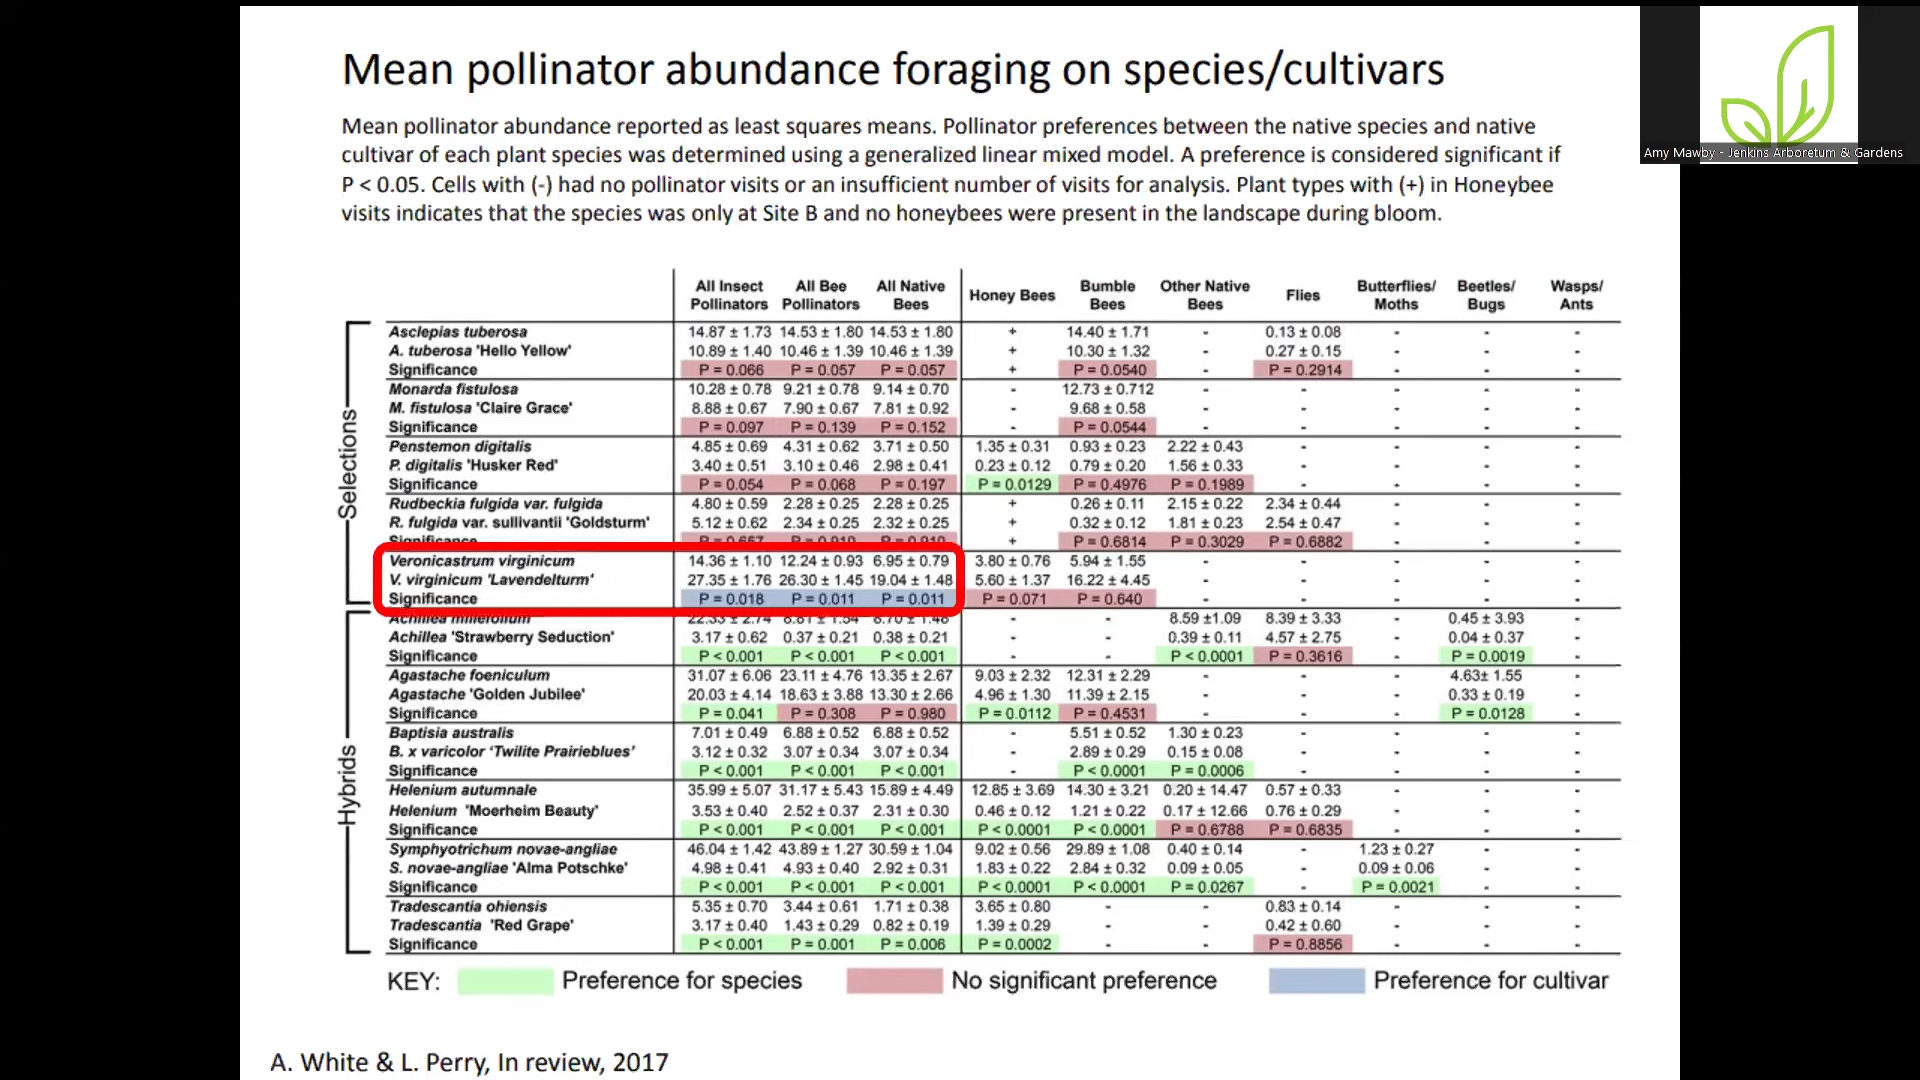 Mean pollinator abundance foraging on species/cultivars
Amy Mawby - Jenkins Arboretum & Gardens
Mean pollinator abundance reported as least squares means. Pollinator preferences between the native species and native
cultivar of each plant species was determined using a generalized linear mixed model. A preference is considered significant if
P < 0.05. Cells with (-) had no pollinator visits or an insufficient number of visits for analysis. Plant types with (+) in Honeybee
visits indicates that the species was only at Site B and no honeybees were present in the landscape during bloom.
All Insect Pollinators All Bee Pollinators All Native Bees Honey Bees Bumble Bees Other Native Bees Flies Butterflies/ Moths Beetles/ Bugs Wasps/ Ants
Selections
Asclepias tuberosa 14.87 ± 1.73 14.53 ± 1.80 14.53 ± 1.80 + 14.40 ± 1.71 - 0.13 ± 0.08 - - -
A. tuberosa 'Hello Yellow' 10.89 ± 1.40 10.46 ± 1.39 10.46 ± 1.39 + 10.30 ± 1.32 - 0.27 ± 0.15 - - -
Significance P = 0.066 P = 0.057 P = 0.057 + P = 0.0540 - P = 0.2914 - - -
Monarda fistulosa 10.28 ± 0.78 9.21 ± 0.78 9.14 ± 0.70 - 12.73 ± 0.712 - - - - -
M. fistulosa 'Claire Grace' 8.88 ± 0.67 7.90 ± 0.67 7.81 ± 0.92 - 9.68 ± 0.58 - - - - -
Significance P = 0.097 P = 0.139 P = 0.152 - P = 0.0544 - - - - -
Penstemon digitalis 4.85 ± 0.69 4.31 ± 0.62 3.71 ± 0.50 1.35 ± 0.31 0.93 ± 0.23 2.22 ± 0.43 - - - -
P. digitalis 'Husker Red' 3.40 ± 0.51 3.10 ± 0.46 2.98 ± 0.41 0.23 ± 0.12 0.79 ± 0.20 1.56 ± 0.33 - - - -
Significance P = 0.054 P = 0.068 P = 0.197 P = 0.0129 P = 0.4976 P = 0.1989 - - - -
Rudbeckia fulgida var. fulgida 4.80 ± 0.59 2.28 ± 0.25 2.28 ± 0.25 + 0.26 ± 0.11 2.15 ± 0.22 2.34 ± 0.44 - - -
R. fulgida var. sullivantii 'Goldsturm' 5.12 ± 0.62 2.34 ± 0.25 2.32 ± 0.25 + 0.32 ± 0.12 1.81 ± 0.23 2.54 ± 0.47 - - -
Significance + P = 0.6814 P = 0.3029 P = 0.6882 - - -
Veronicastrum virginicum 14.36 ± 1.10 12.24 ± 0.93 6.95 ± 0.79 3.80 ± 0.76 5.94 ± 1.55 - - - - -
V. virginicum 'Lavendelturm' 27.35 ± 1.76 26.30 ± 1.45 19.04 ± 1.48 5.60 ± 1.37 16.22 ± 4.45 - - - - -
Significance P = 0.018 P = 0.011 P = 0.011 P = 0.071 P = 0.640 - - - - -
Hybrids
Achillea millefolium - - 8.59 ±1.09 8.39 ± 3.33 - 0.45 ± 3.93 -
Achillea 'Strawberry Seduction' 3.17 ± 0.62 0.37 ± 0.21 0.38 ± 0.21 - - 0.39 ± 0.11 4.57 ± 2.75 - 0.04 ± 0.37 -
Significance P < 0.001 P < 0.001 P < 0.001 - - P < 0.0001 P = 0.3616 - P = 0.0019 -
Agastache foeniculum 31.07 ± 6.06 23.11 ± 4.76 13.35 ± 2.67 9.03 ± 2.32 12.31 ± 2.29 - - - 4.63± 1.55 -
Agastache 'Golden Jubilee' 20.03 ± 4.14 18.63 ± 3.88 13.30 ± 2.66 4.96 ± 1.30 11.39 ± 2.15 - - - 0.33 ± 0.19 -
Significance P = 0.041 P = 0.308 P = 0.980 P = 0.0112 P = 0.4531 - - - P = 0.0128 -
Baptisia australis 7.01 ± 0.49 6.88 ± 0.52 6.88 ± 0.52 - 5.51 ± 0.52 1.30 ± 0.23 - - - -
B. x varicolor 'Twilite Prairieblues' 3.12 ± 0.32 3.07 ± 0.34 3.07 ± 0.34 - 2.89 ± 0.29 0.15 ± 0.08 - - - -
Significance P < 0.001 P < 0.001 P < 0.001 - P < 0.0001 P = 0.0006 - - - -
Helenium autumnale 35.99 ± 5.07 31.17 ± 5.43 15.89 ± 4.49 12.85 ± 3.69 14.30 ± 3.21 0.20 ± 14.47 0.57 ± 0.33 - - -
Helenium 'Moerheim Beauty' 3.53 ± 0.40 2.52 ± 0.37 2.31 ± 0.30 0.46 ± 0.12 1.21 ± 0.22 0.17 ± 12.66 0.76 ± 0.29 - - -
Significance P < 0.001 P < 0.001 P < 0.001 P < 0.0001 P < 0.0001 P = 0.6788 P = 0.6835 - - -
Symphyotrichum novae-angliae 46.04 ± 1.42 43.89 ± 1.27 30.59 ± 1.04 9.02 ± 0.56 29.89 ± 1.08 0.40 ± 0.14 - 1.23 ± 0.27 - -
S. novae-angliae 'Alma Potschke' 4.98 ± 0.41 4.93 ± 0.40 2.92 ± 0.31 1.83 ± 0.22 2.84 ± 0.32 0.09 ± 0.05 - 0.09 ± 0.06 - -
Significance P < 0.001 P < 0.001 P < 0.001 P < 0.0001 P < 0.0001 P = 0.0267 - P = 0.0021 - -
Tradescantia ohiensis 5.35 ± 0.70 3.44 ± 0.61 1.71 ± 0.38 3.65 ± 0.80 - - 0.83 ± 0.14 - - -
Tradescantia 'Red Grape' 3.17 ± 0.40 1.43 ± 0.29 0.82 ± 0.19 1.39 ± 0.29 - - 0.42 ± 0.60 - - -
Significance P < 0.001 P = 0.001 P = 0.006 P = 0.0002 - - P = 0.8856 - - -
KEY: Preference for species No significant preference Preference for cultivar
A. White & L. Perry, In review, 2017